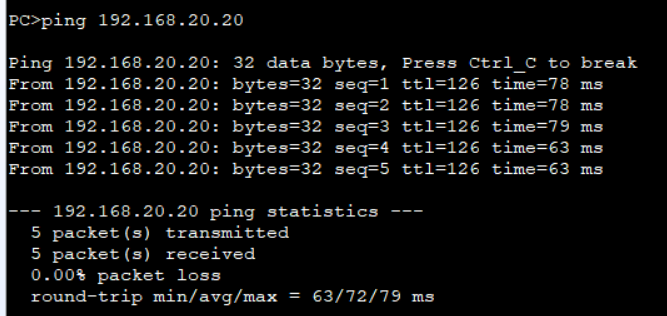 PC>ping 192.168.20.20
Ping 192.168.20.20: 32 data bytes, Press Ctrl_C to break
From 192.168.20.20: bytes=32 seq=1 ttl=126 time=78 ms
From 192.168.20.20: bytes=32 seq=2 ttl=126 time=78 ms
From 192.168.20.20: bytes=32 seq=3 ttl=126 time=79 ms
From 192.168.20.20: bytes=32 seq=4 ttl=126 time=63 ms
From 192.168.20.20: bytes=32 seq=5 ttl=126 time=63 ms
--- 192.168.20.20 ping statistics ---
5 packet(s) transmitted
5 packet(s) received
0.00% packet loss
round-trip min/avg/max = 63/72/79 ms